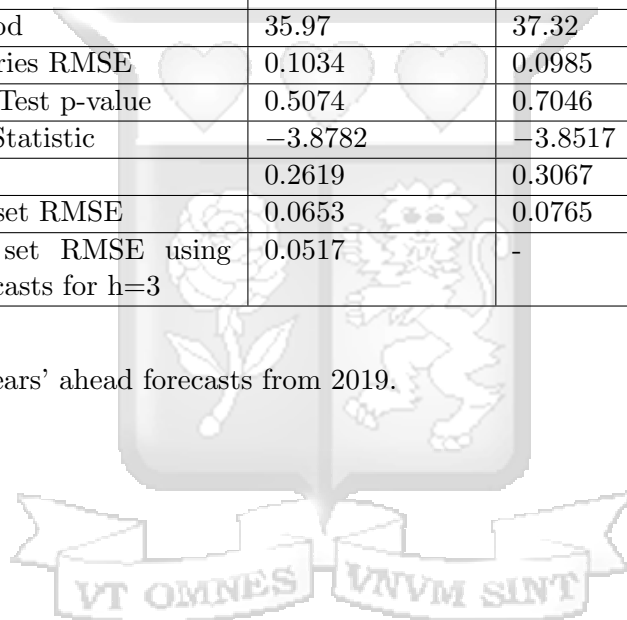 od 35.97 37.32
ries RMSE 0.1034 0.0985
Test p-value 0.5074 0.7046
Statistic −3.8782 −3.8517
0.2619 0.3067
set RMSE 0.0653 0.0765
set RMSE using 0.0517 -
casts for h=3
ears' ahead forecasts from 2019.
VT OMNES VNVM SINT